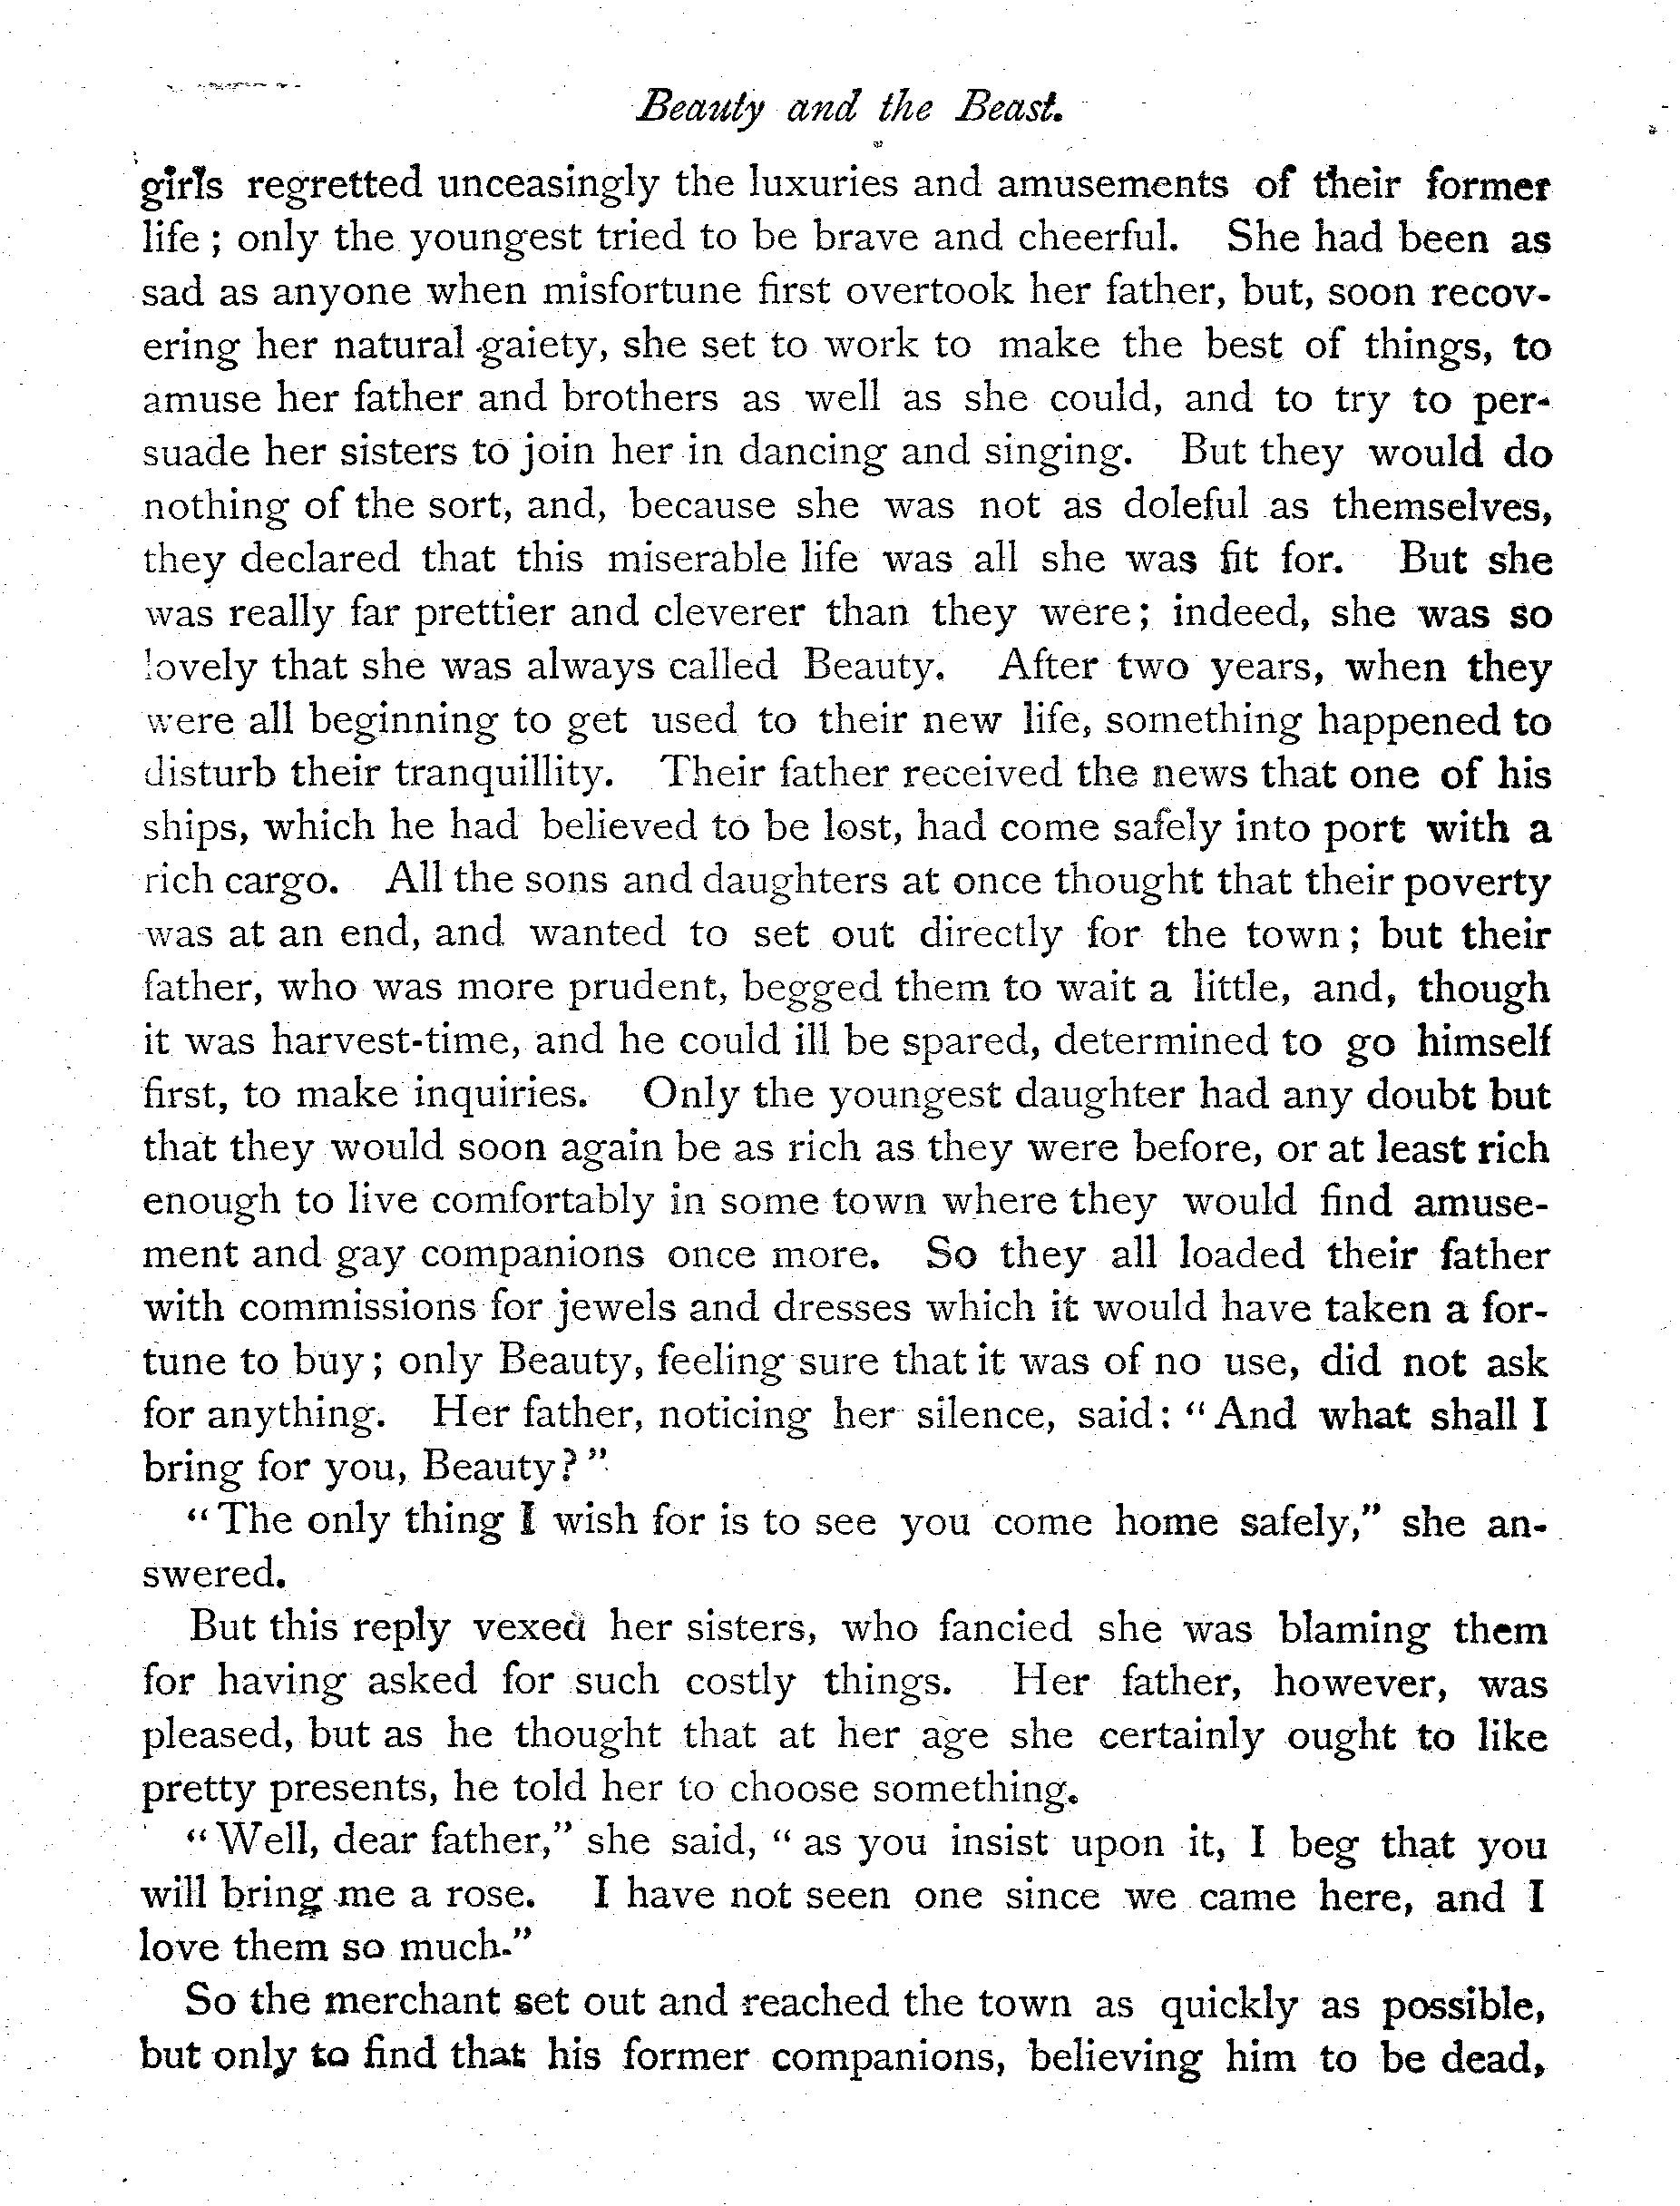 Beauty and the Beast.
girls regretted unceasingly the luxuries and amusements of their former
life ; only the youngest tried to be brave and cheerful. She had been as
sad as anyone when misfortune first overtook her father, but, soon recov-
ering her natural gaiety, she set to work to make the best of things, to
amuse her father and brothers as well as she could, and to try to per-
suade her sisters to join her in dancing and singing. But they would do
nothing of the sort, and, because she was not as doleful as themselves,
they declared that this miserable life was all she was fit for. But she
was really far prettier and cleverer than they were; indeed, she was so
lovely that she was always called Beauty. After two years, when they
were all beginning to get used to their new life, something happened to
disturb their tranquillity. Their father received the news that one of his
ships, which he had believed to be lost, had come safely into port with a
rich cargo. All the sons and daughters at once thought that their poverty
was at an end, and wanted to set out directly for the town; but their
father, who was more prudent, begged them to wait a little, and, though
it was harvest-time, and he could ill be spared, determined to go himself
first, to make inquiries. Only the youngest daughter had any doubt but
that they would soon again be as rich as they were before, or at least rich
enough to live comfortably in some town where they would find amuse-
ment and gay companions once more. So they all loaded their father
with commissions for jewels and dresses which it would have taken a for-
tune to buy; only Beauty, feeling sure that it was of no use, did not ask
for anything. Her father, noticing her silence, said: "And what shall I
bring for you, Beauty?"
"The only thing I wish for is to see you come home safely," she an-
swered.
But this reply vexed her sisters, who fancied she was blaming them
for having asked for such costly things. Her father, however, was
pleased, but as he thought that at her age she certainly ought to like
pretty presents, he told her to choose something.
"Well, dear father," she said, "as you insist upon it, I beg that you
will bring me a rose. I have not seen one since we came here, and I
love them so much."
So the merchant set out and reached the town as quickly as possible,
but only to find that his former companions, believing him to be dead,